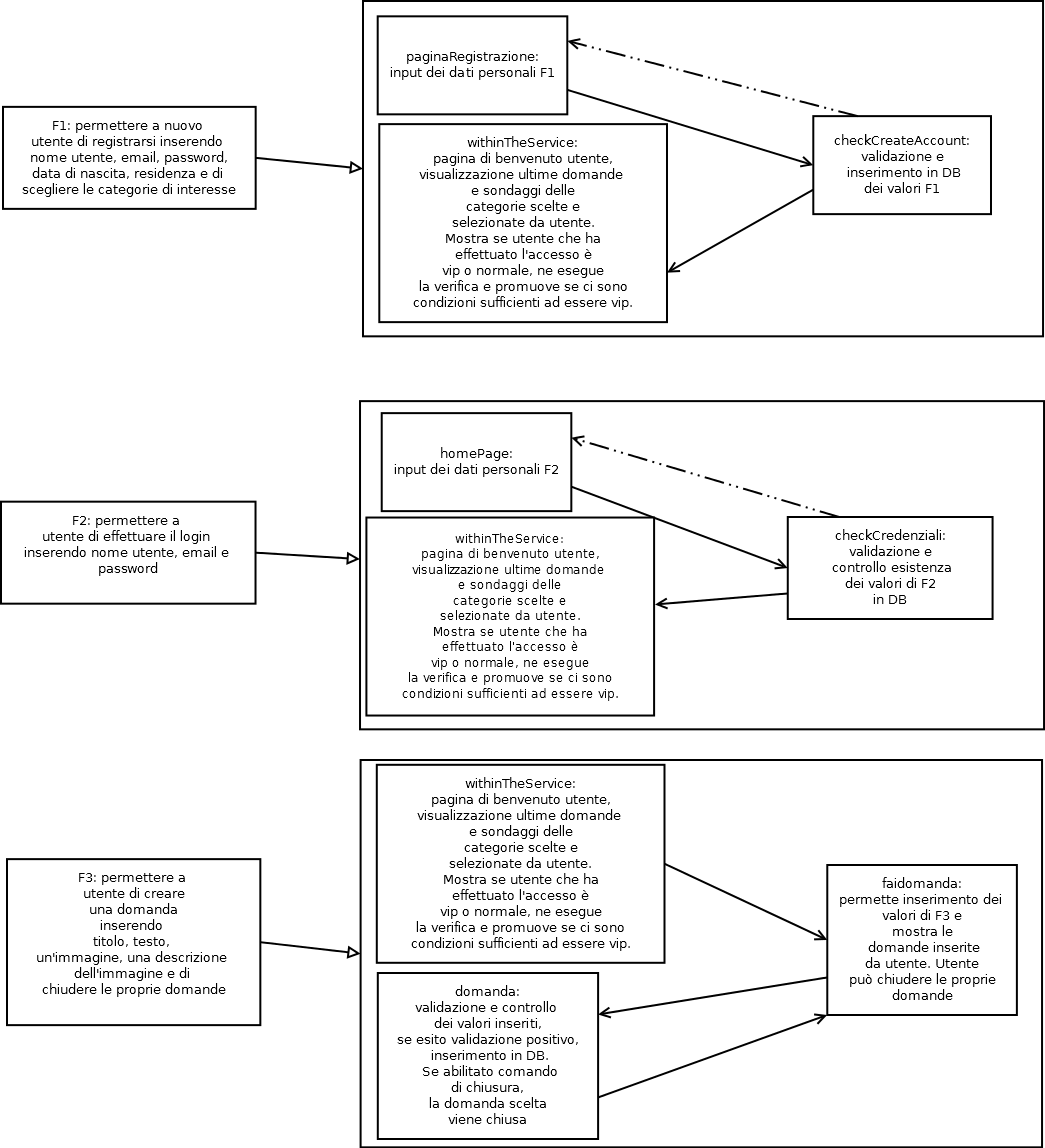 F1: permettere a nuovo
utente di registrarsi inserendo
nome utente, email, password,
data di nascita, residenza e di
scegliere le categorie di interesse
paginaRegistrazione:
input dei dati personali F1
withinTheService:
pagina di benvenuto utente,
visualizzazione ultime domande
e sondaggi delle
categorie scelte e
selezionate da utente.
Mostra se utente che ha
effettuato l'accesso è
vip o normale, ne esegue
la verifica e promuove se ci sono
condizioni sufficienti ad essere vip.
checkCreateAccount:
validazione e
inserimento in DB
dei valori F1
F2: permettere a
utente di effettuare il login
inserendo nome utente, email e
password
homePage:
input dei dati personali F2
withinTheService:
pagina di benvenuto utente,
visualizzazione ultime domande
e sondaggi delle
categorie scelte e
selezionate da utente.
Mostra se utente che ha
effettuato l'accesso è
vip o normale, ne esegue
la verifica e promuove se ci sono
condizioni sufficienti ad essere vip.
checkCredenziali:
validazione e
controllo esistenza
dei valori di F2
in DB
F3: permettere a
utente di creare
una domanda
inserendo
titolo, testo,
un'immagine, una descrizione
dell'immagine e di
chiudere le proprie domande
withinTheService:
pagina di benvenuto utente,
visualizzazione ultime domande
e sondaggi delle
categorie scelte e
selezionate da utente.
Mostra se utente che ha
effettuato l'accesso è
vip o normale, ne esegue
la verifica e promuove se ci sono
condizioni sufficienti ad essere vip.
domanda:
validazione e controllo
dei valori inseriti,
se esito validazione positivo,
inserimento in DB.
Se abilitato comando
di chiusura,
la domanda scelta
viene chiusa
faidomanda:
permette inserimento dei
valori di F3 e
mostra le
domande inserite
da utente. Utente
può chiudere le proprie
domande